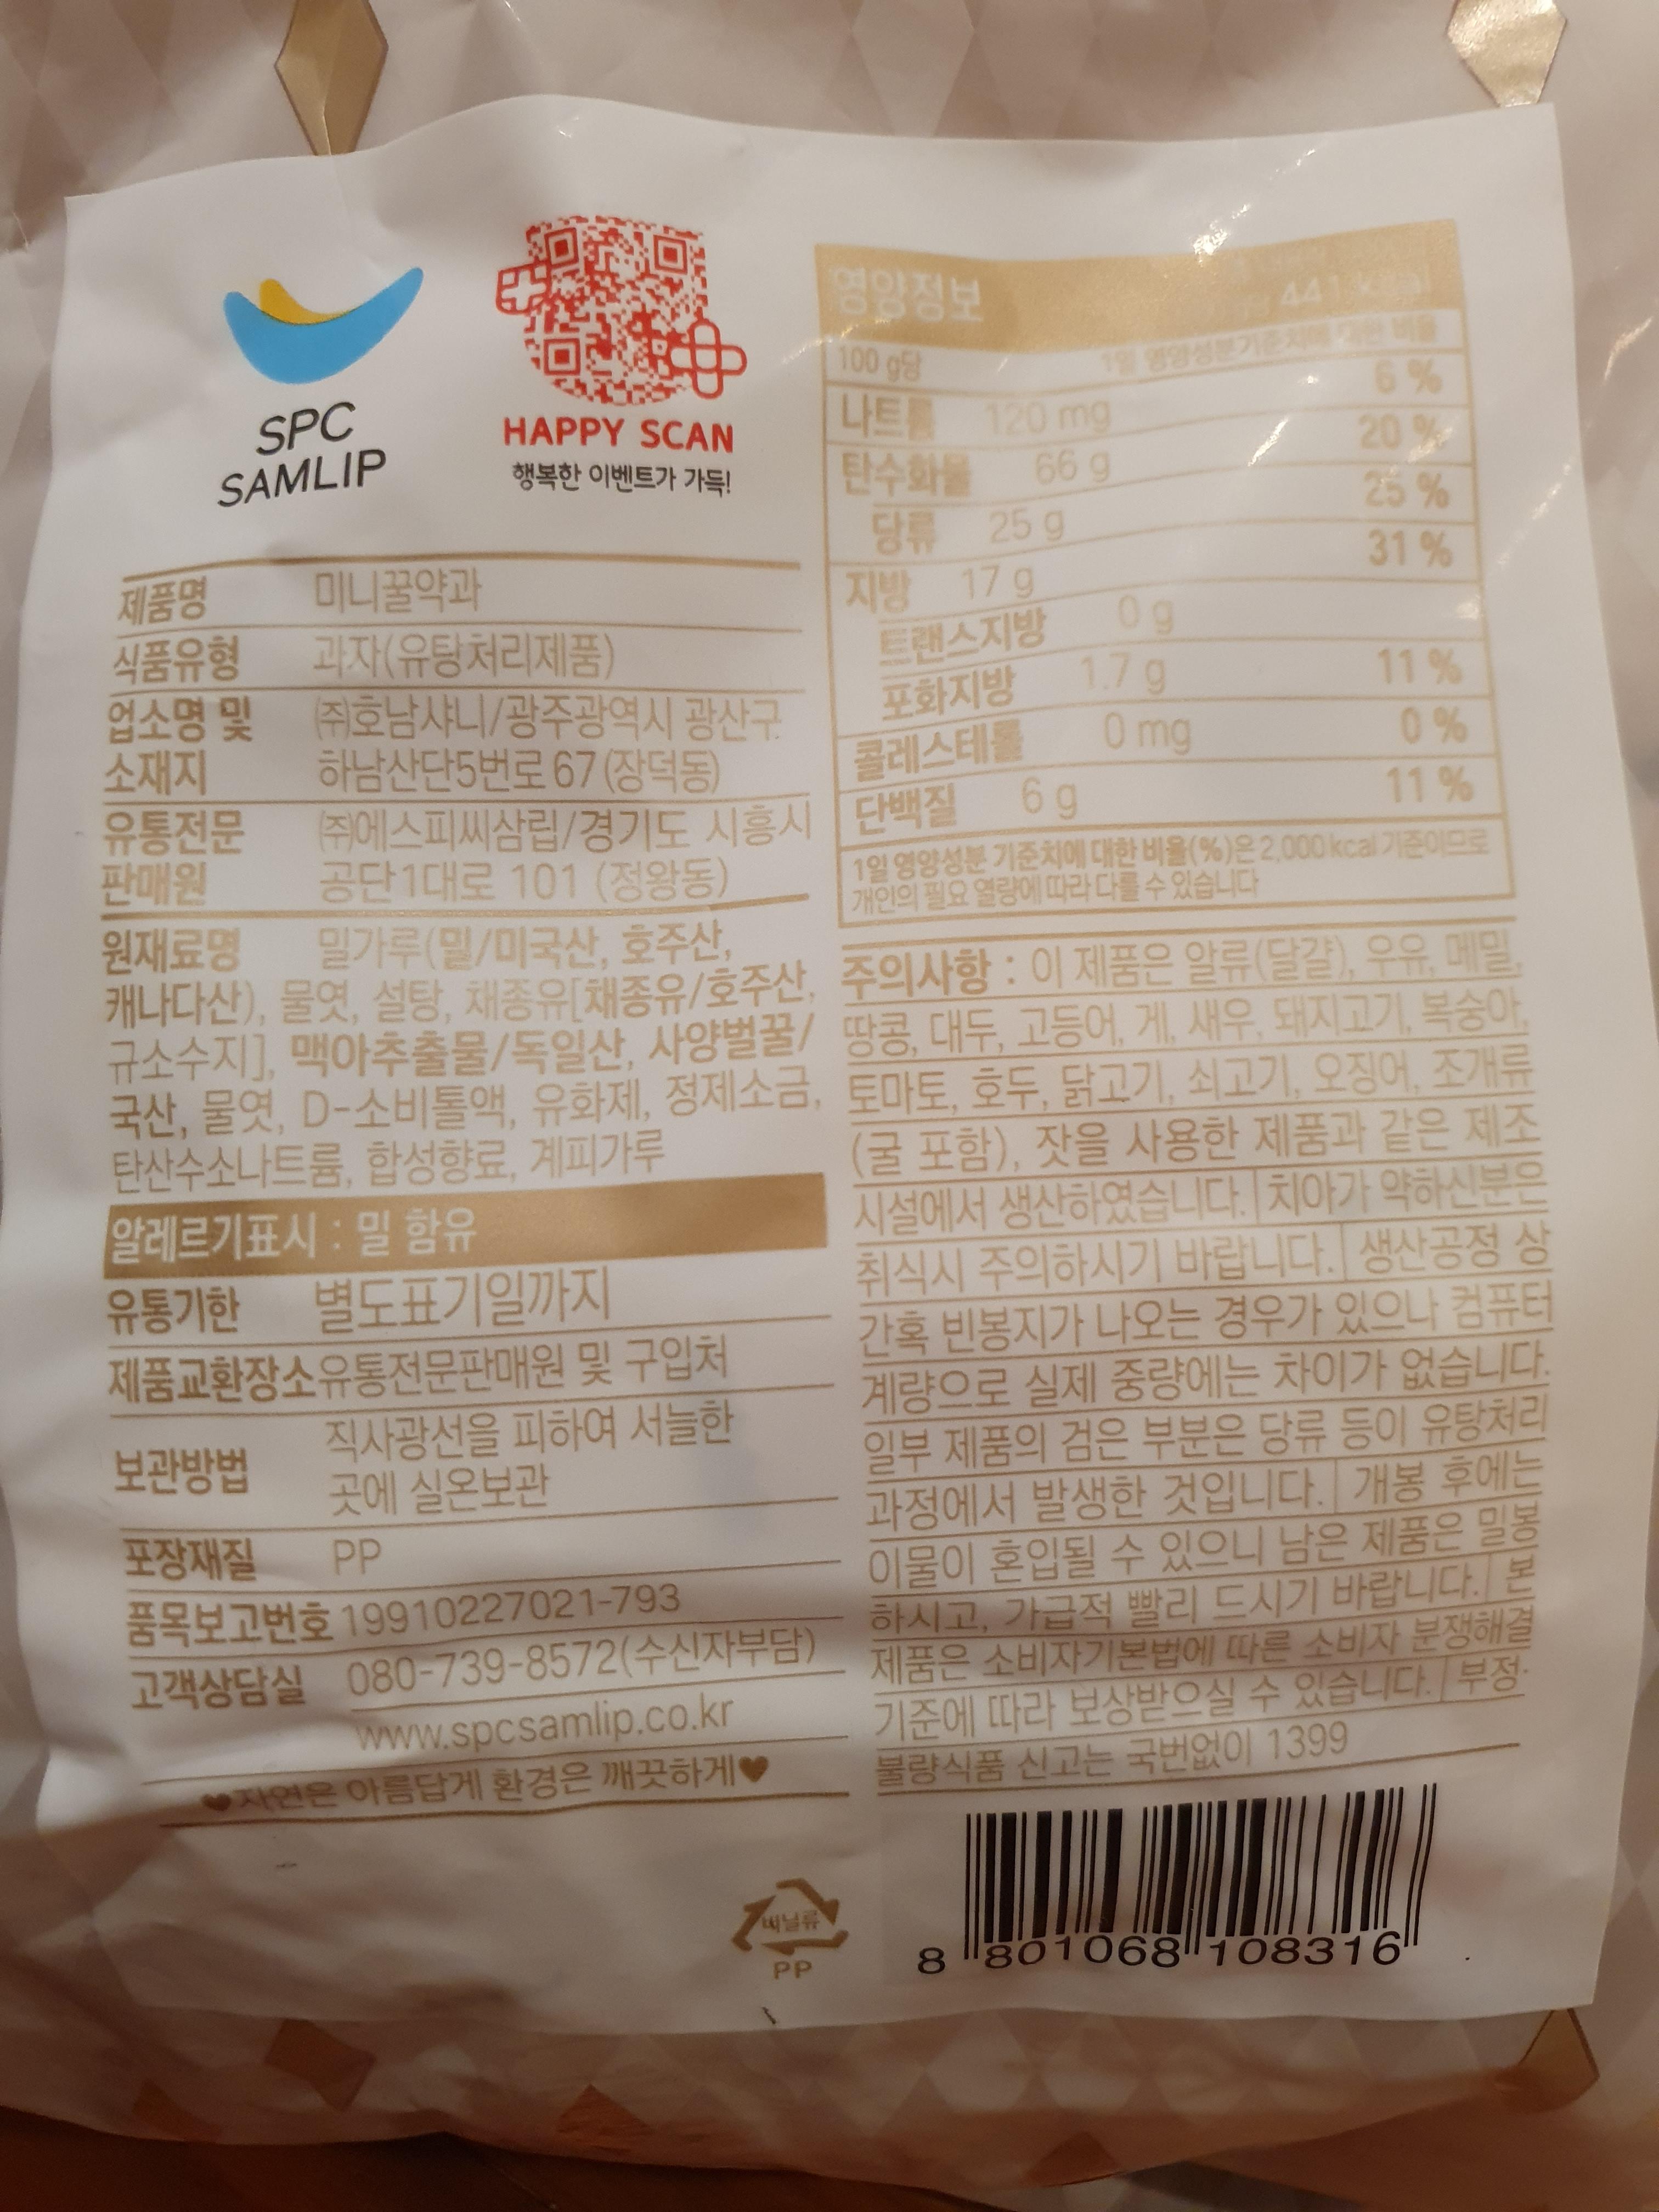 SPC
SAMLIP
HAPPY SCAN
행복한 이벤트가 가득!
제품명 미니꿀약과
식품유형 과자(유탕처리제품)
업소명 및 ㈜호남샤니/광주광역시 광산구
소재지 하남산단5번로 67 (장덕동)
유통전문 ㈜에스피씨삼립/경기도 시흥시
판매원 공단1대로 101 (정왕동)
원재료명 밀가루(밀/미국산, 호주산,
캐나다산), 물엿, 설탕, 채종유[채종유/호주산,
규소수지], 맥아추출물/독일산, 사양벌꿀/
국산, 물엿, D-소비톨액, 유화제, 정제소금,
탄산수소나트륨, 합성향료, 계피가루
알레르기표시 : 밀 함유
유통기한 별도표기일까지
제품교환장소 유통전문판매원 및 구입처
보관방법 직사광선을 피하여 서늘한
곳에 실온보관
포장재질 PP
품목보고번호 19910227021-793
고객상담실 080-739-8572(수신자부담)
www.spcsamlip.co.kr
♥자연은 아름답게 환경은 깨끗하게♥
영양정보
441 kcal
100 g당 1일 영양성분기준치에 대한 비율
나트륨 120 mg 6 %
탄수화물 66 g 20 %
당류 25 g 25 %
지방 17 g 31 %
트랜스지방 0 g
포화지방 1.7 g 11 %
콜레스테롤 0 mg 0 %
단백질 6 g 11 %
1일 영양성분 기준치에 대한 비율(%)은 2,000 kcal 기준이므로
개인의 필요 열량에 따라 다를 수 있습니다
주의사항 : 이 제품은 알류(달걀), 우유, 메밀,
땅콩, 대두, 고등어, 게, 새우, 돼지고기, 복숭아,
토마토, 호두, 닭고기, 쇠고기, 오징어, 조개류
(굴 포함), 잣을 사용한 제품과 같은 제조
시설에서 생산하였습니다. | 치아가 약하신분은
취식시 주의하시기 바랍니다. | 생산공정 상
간혹 빈봉지가 나오는 경우가 있으나 컴퓨터
계량으로 실제 중량에는 차이가 없습니다.
일부 제품의 검은 부분은 당류 등이 유탕처리
과정에서 발생한 것입니다. | 개봉 후에는
이물이 혼입될 수 있으니 남은 제품은 밀봉
하시고, 가급적 빨리 드시기 바랍니다. | 본
제품은 소비자기본법에 따른 소비자 분쟁해결
기준에 따라 보상받으실 수 있습니다. | 부정·
불량식품 신고는 국번없이 1399
비닐류
PP
8 801068 108316